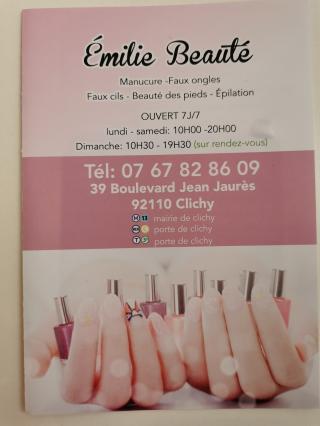 Émilie Beauté
Manucure -Faux ongles
Faux cils - Beauté des pieds - Épilation
OUVERT 7J/7
lundi - samedi: 10H00 -20H00
Dimanche: 10H30 - 19H30 (sur rendez-vous)
Tél: 07 67 82 86 09
39 Boulevard Jean Jaurès
92110 Clichy
mairie de clichy
porte de clichy
porte de clichy